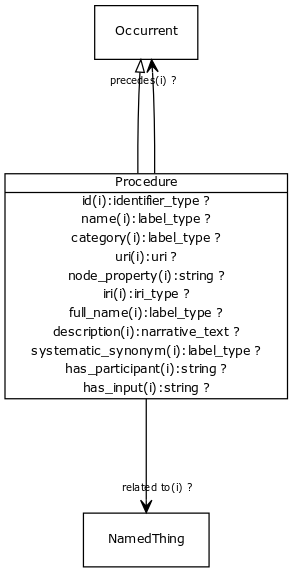 Occurrent
precedes(i) ?
Procedure
id(i):identifier_type ?
name(i):label_type ?
category(i):label_type ?
uri(i):uri ?
node_property(i):string ?
iri(i):iri_type ?
full_name(i):label_type ?
description(i):narrative_text ?
systematic_synonym(i):label_type ?
has_participant(i):string ?
has_input(i):string ?
related to(i) ?
NamedThing